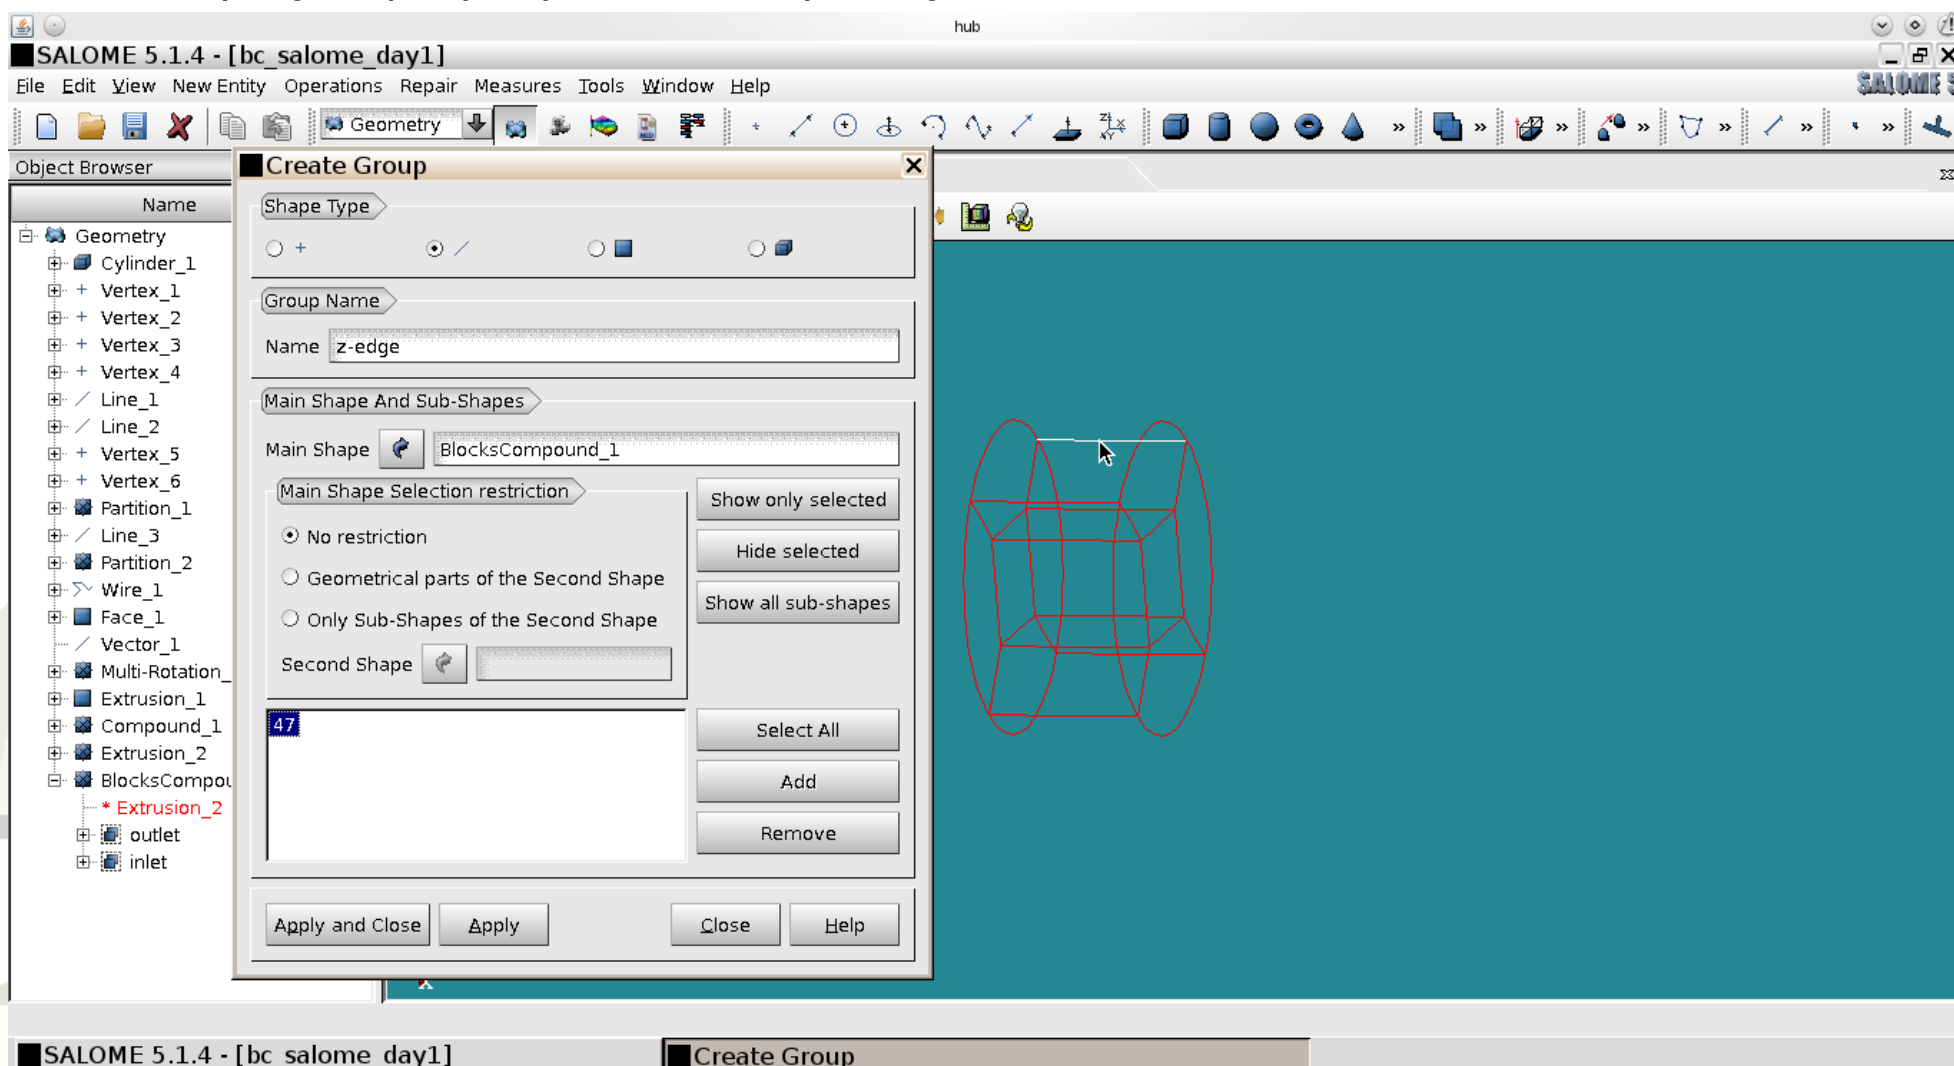 hub
SALOME 5.1.4 - [bc_salome_day1]
File Edit View New Entity Operations Repair Measures Tools Window Help
SALOME 5
Geometry
Object Browser
Create Group
Name
Shape Type
Geometry
Cylinder_1
Vertex_1
Vertex_2
Vertex_3
Vertex_4
Line_1
Line_2
Vertex_5
Vertex_6
Partition_1
Line_3
Partition_2
Wire_1
Face_1
Vector_1
Multi-Rotation_
Extrusion_1
Compound_1
Extrusion_2
BlocksCompou
* Extrusion_2
outlet
inlet
Group Name
Name z-edge
Main Shape And Sub-Shapes
Main Shape BlocksCompound_1
Main Shape Selection restriction
No restriction
Geometrical parts of the Second Shape
Only Sub-Shapes of the Second Shape
Second Shape
Show only selected
Hide selected
Show all sub-shapes
47
Select All
Add
Remove
Apply and Close Apply Close Help
SALOME 5.1.4 - [bc_salome_day1]
Create Group